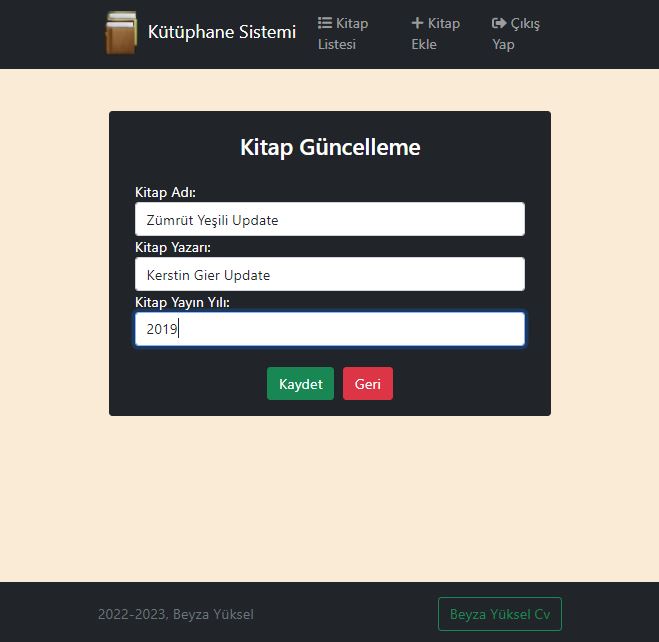 Kütüphane Sistemi
Kitap Listesi
Kitap Ekle
Çıkış Yap
Kitap Güncelleme
Kitap Adı:
Zümrüt Yeşili Update
Kitap Yazarı:
Kerstin Gier Update
Kitap Yayın Yılı:
2019
Kaydet Geri
2022-2023, Beyza Yüksel
Beyza Yüksel Cv